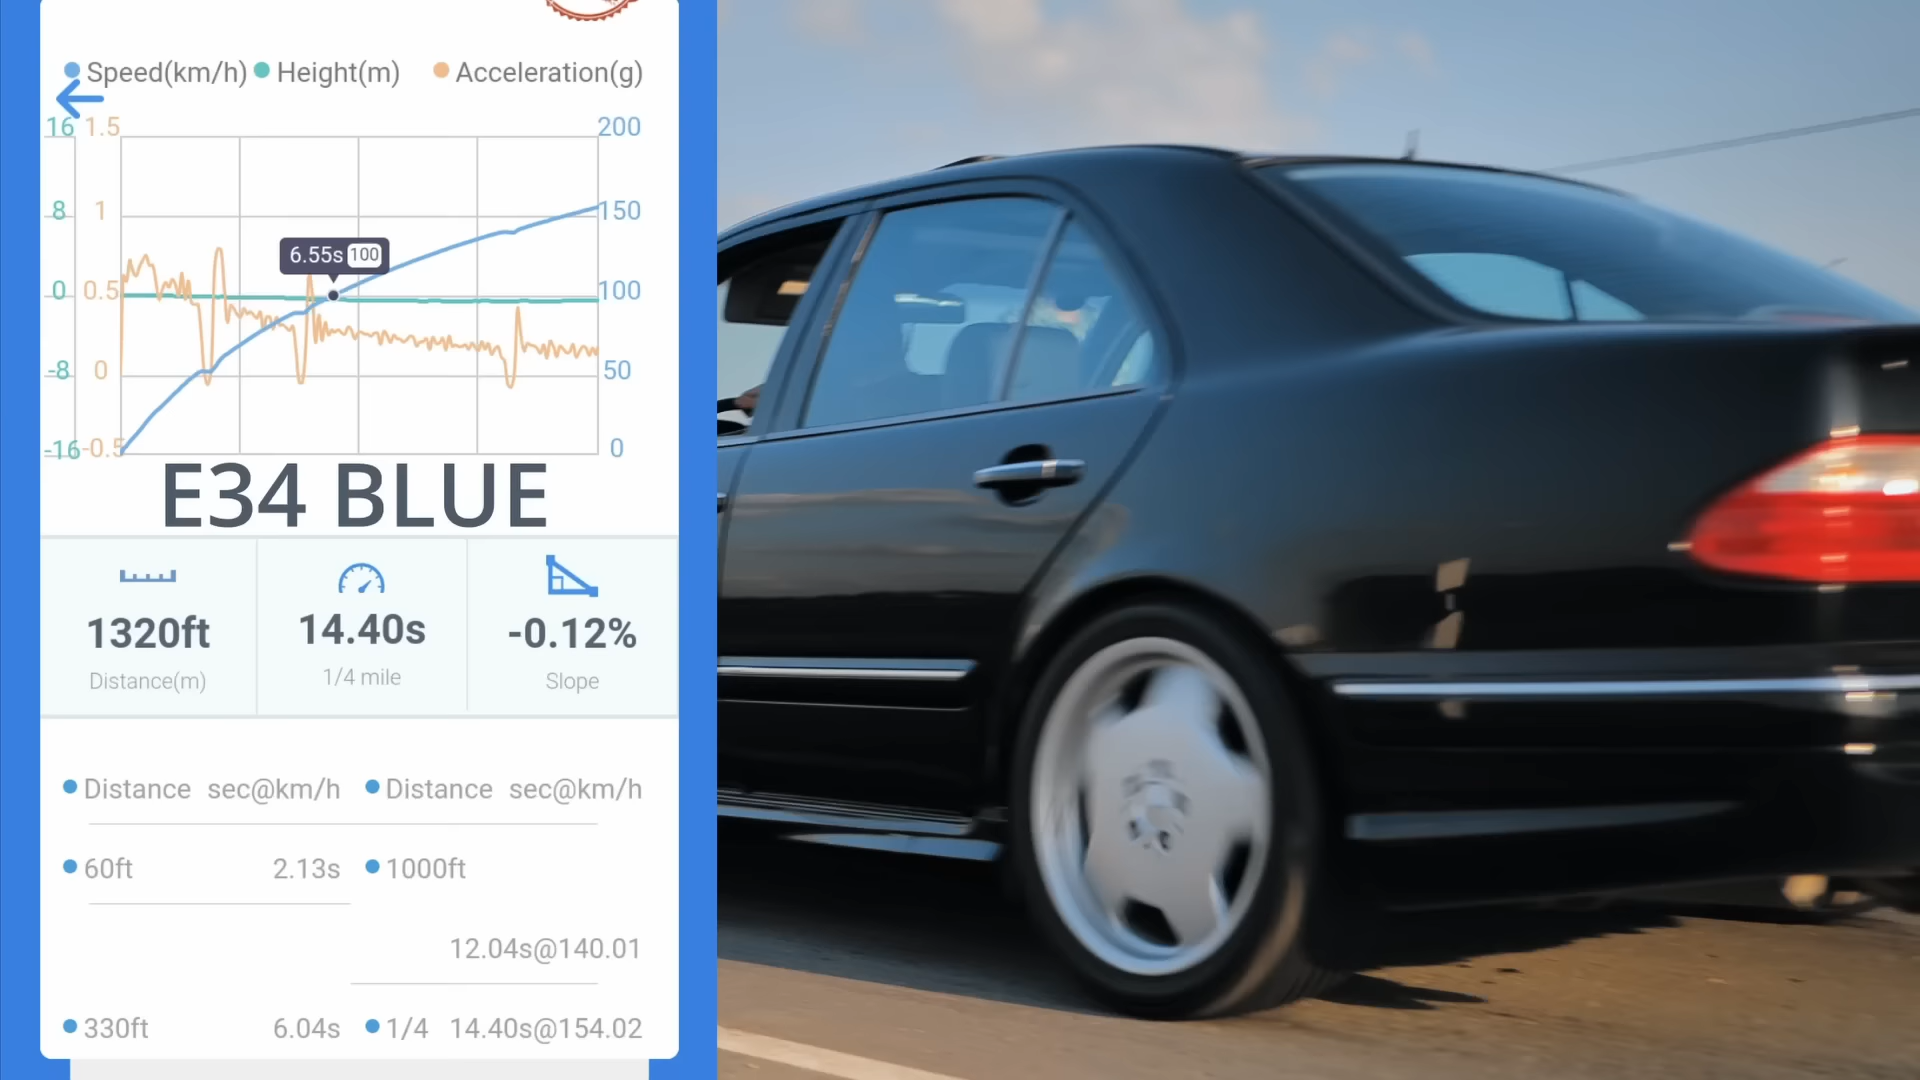 Speed(km/h) Height(m) Acceleration(g)
16 1.5 200
8 1 150
6.55s 100
0 0.5 100
-8 0 50
-16 -0.5 0
E34 BLUE
1320ft 14.40s -0.12%
Distance(m) 1/4 mile Slope
Distance sec@km/h Distance sec@km/h
60ft 2.13s 1000ft
12.04s@140.01
330ft 6.04s 1/4 14.40s@154.02